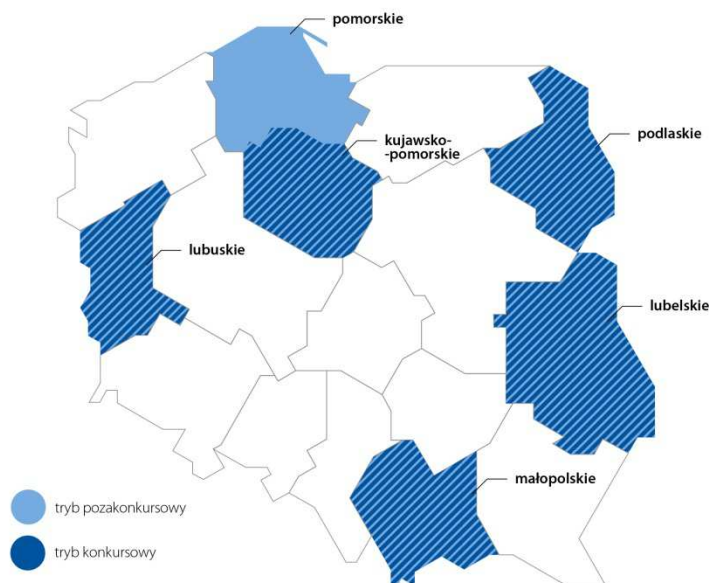 pomorskie
kujawsko-
-pomorskie
podlaskie
lubuskie
lubelskie
małopolskie
tryb pozakonkursowy
tryb konkursowy